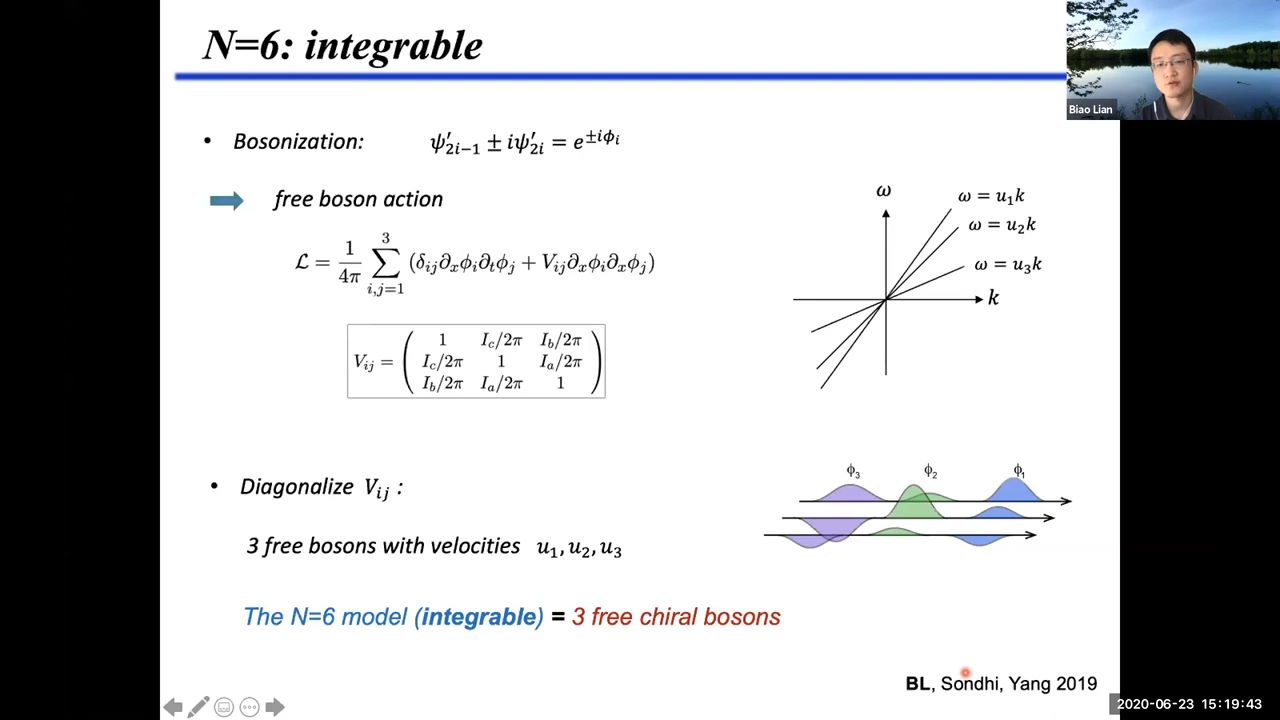 N=6: integrable
Biao Lian
• Bosonization: ψ′₂ᵢ₋₁ ± iψ′₂ᵢ = e^{±iϕᵢ}
free boson action
ℒ = 1/4π ∑_{i,j=1}^{3} (δᵢⱼ∂ₓϕᵢ∂ₜϕⱼ + Vᵢⱼ∂ₓϕᵢ∂ₓϕⱼ)
Vᵢⱼ = ( 1 I_c/2π I_b/2π
I_c/2π 1 I_a/2π
I_b/2π I_a/2π 1 )
ω
ω = u₁k
ω = u₂k
ω = u₃k
k
• Diagonalize Vᵢⱼ :
3 free bosons with velocities u₁, u₂, u₃
ϕ₃ ϕ₂ ϕ₁
The N=6 model (integrable) = 3 free chiral bosons
BL, Sondhi, Yang 2019
2020-06-23 15:19:43